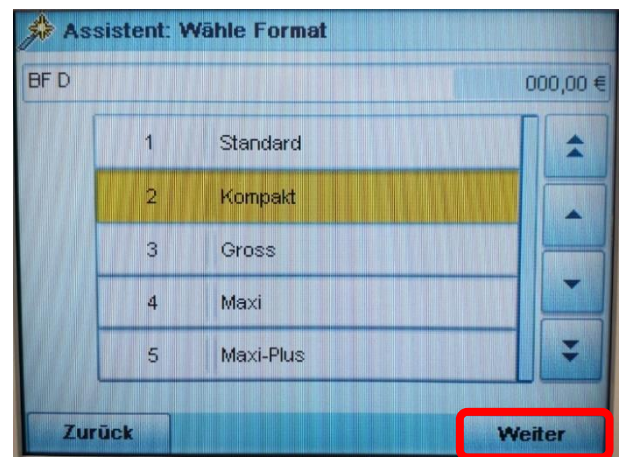 Assistent: Wähle Format
BF D 000,00 €
1 Standard
2 Kompakt
3 Gross
4 Maxi
5 Maxi-Plus
Zurück Weiter